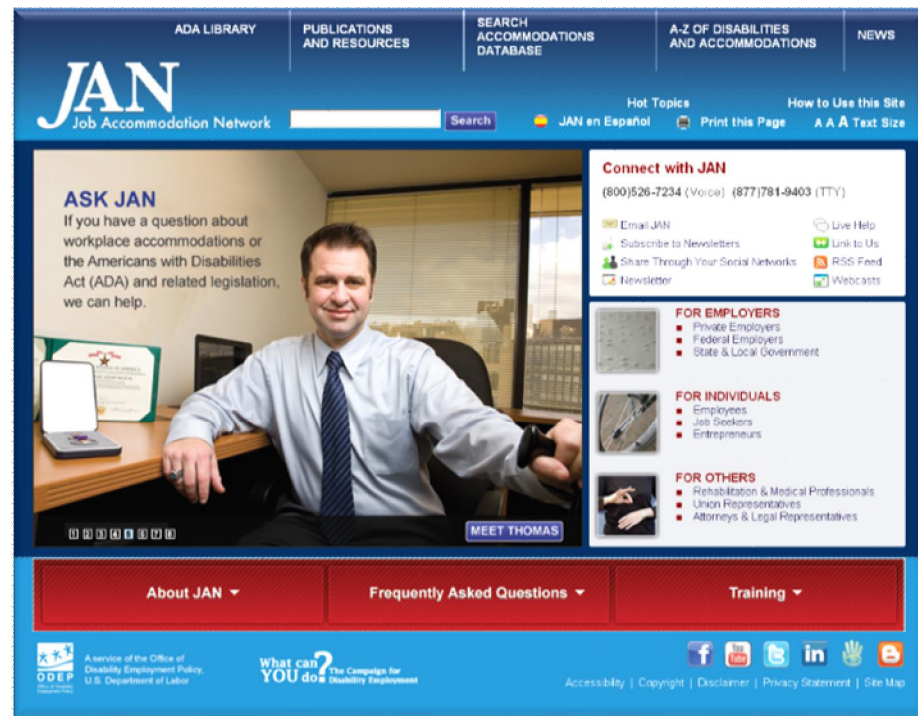 ADA LIBRARY
PUBLICATIONS
AND RESOURCES
SEARCH
ACCOMMODATIONS
DATABASE
A-Z OF DISABILITIES
AND ACCOMMODATIONS
NEWS
JAN
Job Accommodation Network
Search
Hot Topics
How to Use this Site
JAN en Español
Print this Page
A A A Text Size
ASK JAN
If you have a question about
workplace accommodations or
the Americans with Disabilities
Act (ADA) and related legislation,
we can help.
1 2 3 4 5 6 7 8
MEET THOMAS
Connect with JAN
(800)526-7234 (Voice) (877)781-9403 (TTY)
Email JAN
Live Help
Subscribe to Newsletters
Link to Us
Share Through Your Social Networks
RSS Feed
Newsletter
Webcasts
FOR EMPLOYERS
Private Employers
Federal Employers
State & Local Government
FOR INDIVIDUALS
Employees
Job Seekers
Entrepreneurs
FOR OTHERS
Rehabilitation & Medical Professionals
Union Representatives
Attorneys & Legal Representatives
About JAN
Frequently Asked Questions
Training
ODEP
A service of the Office of
Disability Employment Policy,
U.S. Department of Labor
What can
YOU do?
The Campaign for
Disability Employment
f
You
Tube
t
in
Accessibility | Copyright | Disclaimer | Privacy Statement | Site Map